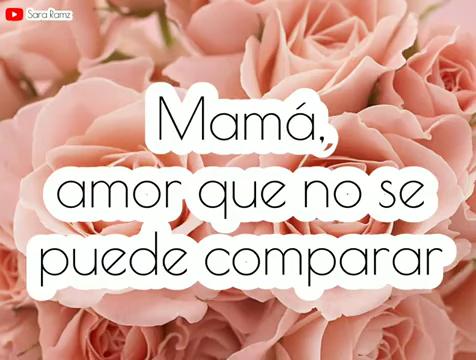 Sara Ramz
Mamá,
amor que no se
puede comparar